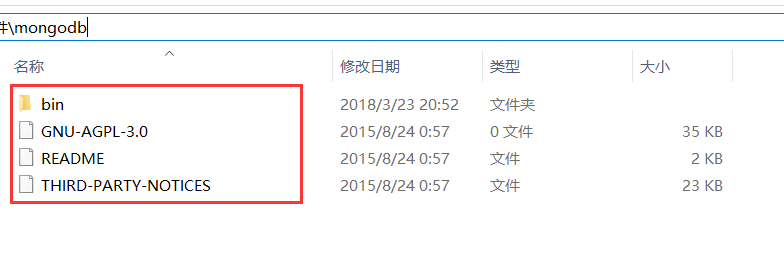 件\mongodb
名称 修改日期 类型 大小
bin 2018/3/23 20:52 文件夹
GNU-AGPL-3.0 2015/8/24 0:57 0 文件 35 KB
README 2015/8/24 0:57 文件 2 KB
THIRD-PARTY-NOTICES 2015/8/24 0:57 文件 23 KB